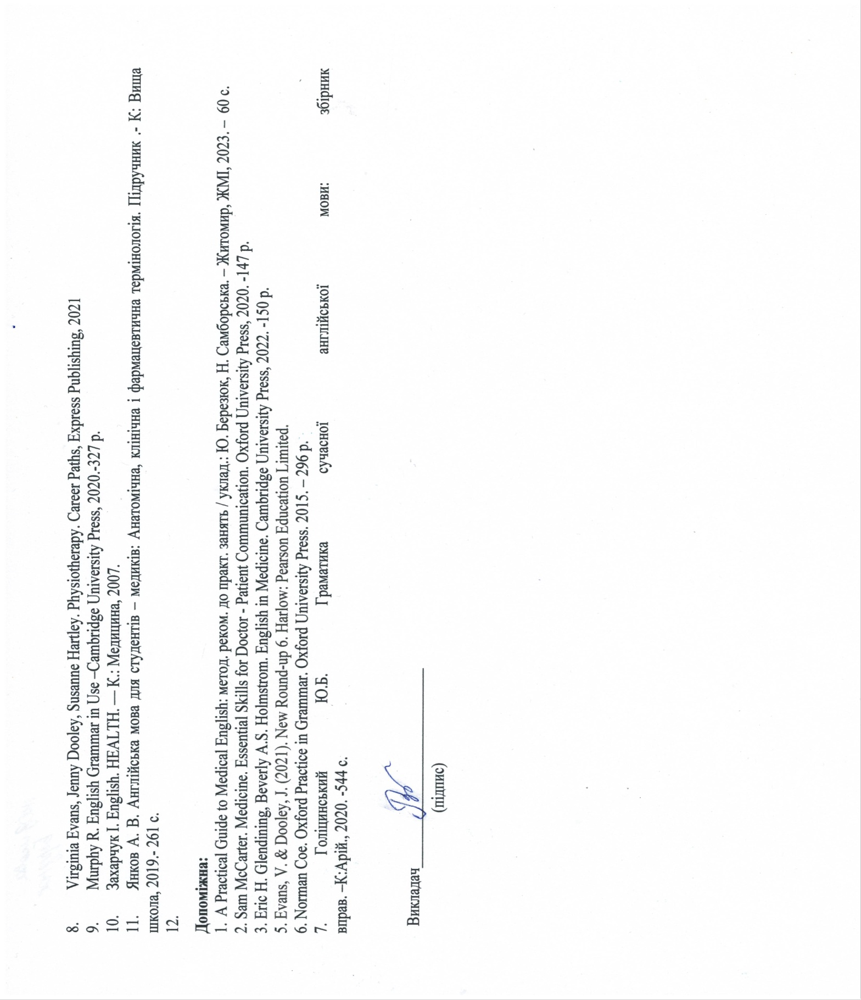 8. Virginia Evans, Jenny Dooley, Susanne Hartley. Physiotherapy. Career Paths, Express Publishing, 2021
9. Murphy R. English Grammar in Use –Cambridge University Press, 2020.-327 p.
10. Захарчук І. English. HEALTH. — К.: Медицина, 2007.
11. Янков А. В. Англійська мова для студентів – медиків: Анатомічна, клінічна і фармацевтична термінологія. Підручник .- К: Вища
школа, 2019.- 261 с.
12.
Допоміжна:
1. A Practical Guide to Medical English: метод. реком. до практ. занять / уклад.: Ю. Березюк, Н. Самборська. – Житомир, ЖМІ, 2023. – 60 с.
2. Sam McCarter. Medicine. Essential Skills for Doctor - Patient Communication. Oxford University Press, 2020. -147 p.
3. Eric H. Glendining, Beverly A.S. Holmstrom. English in Medicine. Cambridge University Press, 2022. -150 p.
5. Evans, V. & Dooley, J. (2021). New Round-up 6. Harlow: Pearson Education Limited.
6. Norman Coe. Oxford Practice in Grammar. Oxford University Press. 2015. – 296 p.
7. Голіцинський Ю.Б. Граматика сучасної англійської мови: збірник
вправ. –К:Арій., 2020. -544 с.
Викладач
(підпис)